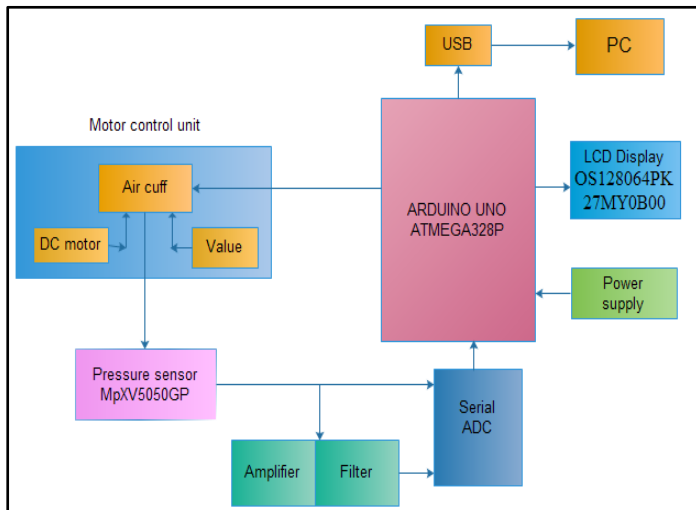 USB
PC
Motor control unit
Air cuff
DC motor
Value
ARDUINO UNO
ATMEGA328P
LCD Display
OS128064PK
27MY0B00
Power
supply
Pressure sensor
MpXV5050GP
Serial
ADC
Amplifier
Filter